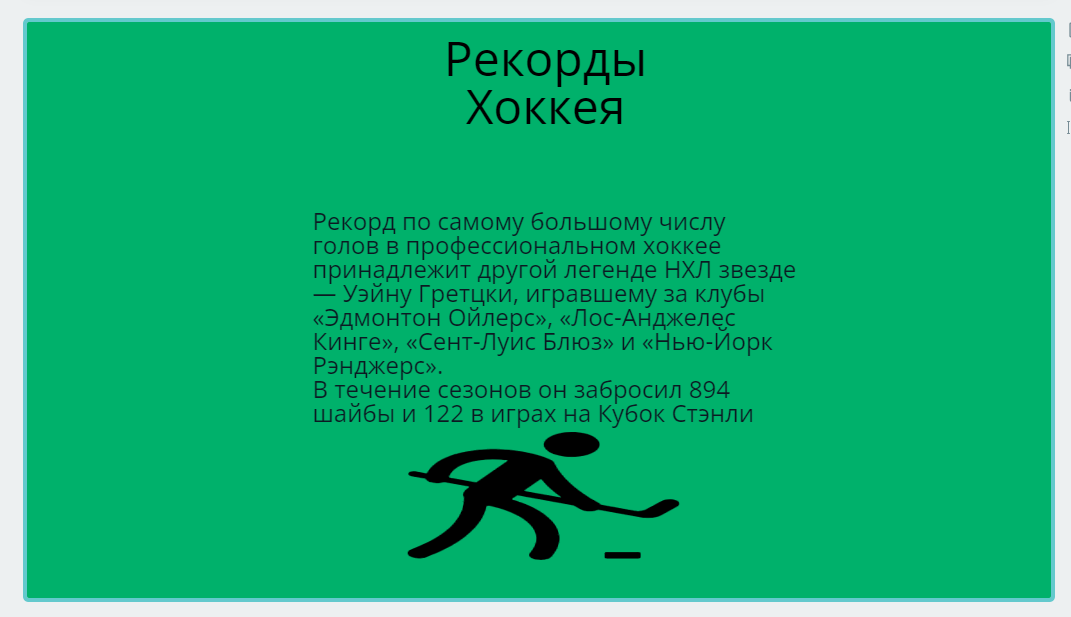 Рекорды
Хоккея
Рекорд по самому большому числу
голов в профессиональном хоккее
принадлежит другой легенде НХЛ звезде
— Уэйну Гретцки, игравшему за клубы
«Эдмонтон Ойлерс», «Лос-Анджелес
Кинге», «Сент-Луис Блюз» и «Нью-Йорк
Рэнджерс».
В течение сезонов он забросил 894
шайбы и 122 в играх на Кубок Стэнли